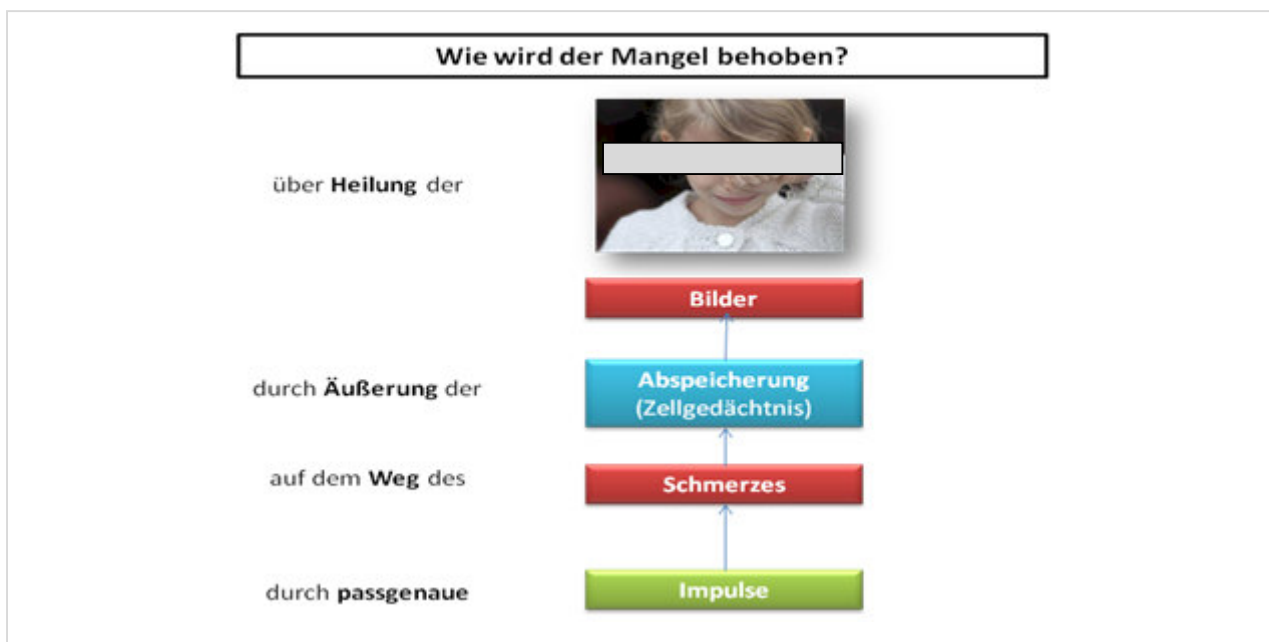 Wie wird der Mangel behoben?
über Heilung der
Bilder
durch Äußerung der
Abspeicherung
(Zellgedächtnis)
auf dem Weg des
Schmerzes
durch passgenaue
Impulse